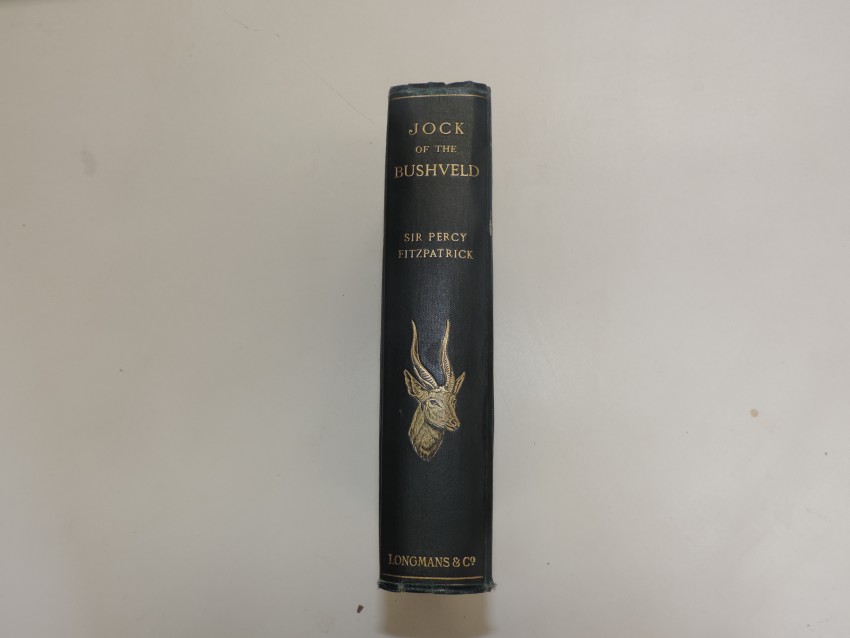 JOCK
OF THE
BUSHVELD
SIR PERCY
FITZPATRICK
LONGMANS & Cº